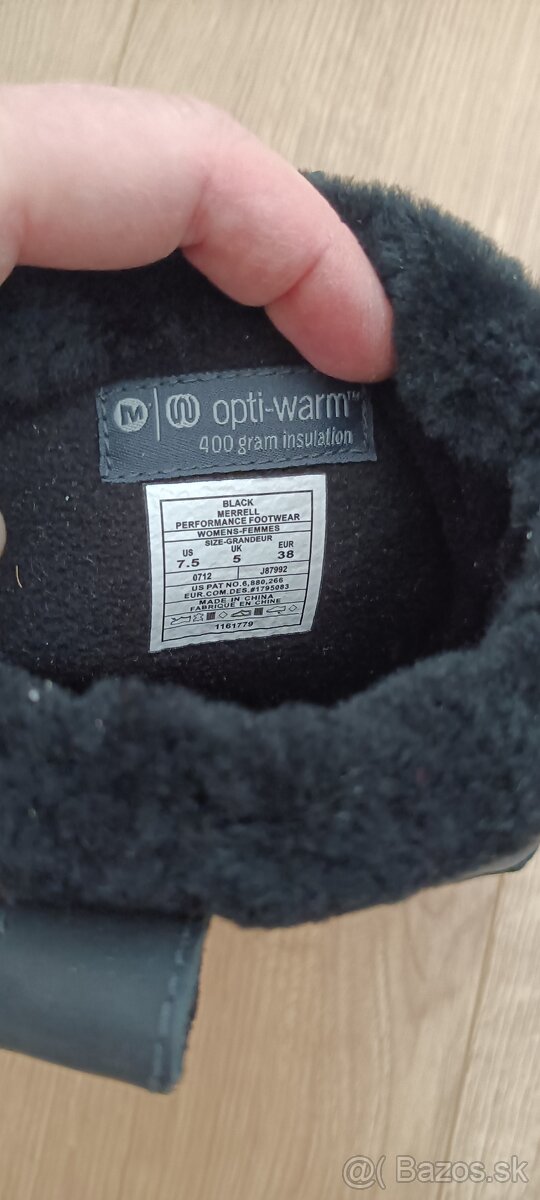 M | opti-warm™
400 gram insulation
BLACK
MERRELL
PERFORMANCE FOOTWEAR
WOMENS-FEMMES
SIZE-GRANDEUR
US UK EUR
7.5 5 38
0712 J87992
US PAT NO.6,880,266
EUR.COM.DES.#1795083
MADE IN CHINA
FABRIQUE EN CHINE
1161779
@( Bazos.sk